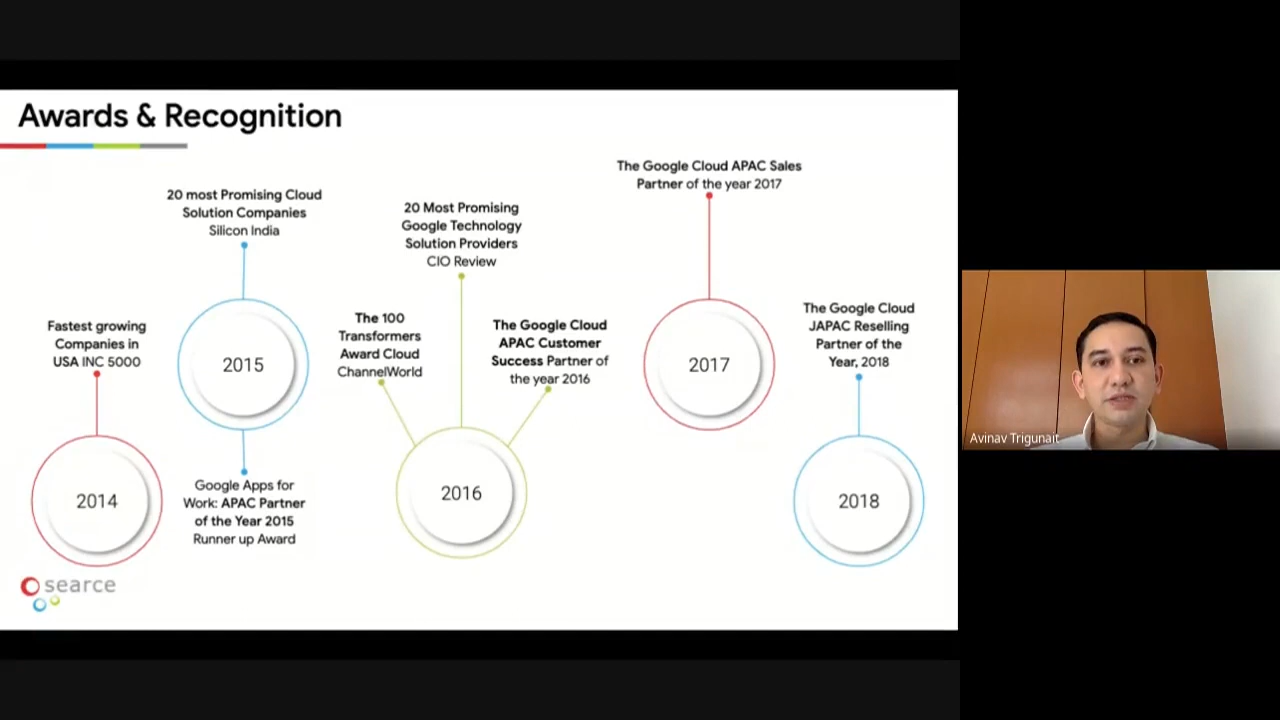 Awards & Recognition
Fastest growing
Companies in
USA INC 5000
2014
20 most Promising Cloud
Solution Companies
Silicon India
2015
Google Apps for
Work: APAC Partner
of the Year 2015
Runner up Award
The 100
Transformers
Award Cloud
ChannelWorld
20 Most Promising
Google Technology
Solution Providers
CIO Review
The Google Cloud
APAC Customer
Success Partner of
the year 2016
2016
The Google Cloud APAC Sales
Partner of the year 2017
2017
The Google Cloud
JAPAC Reselling
Partner of the
Year, 2018
2018
searce
Avinav Trigunait